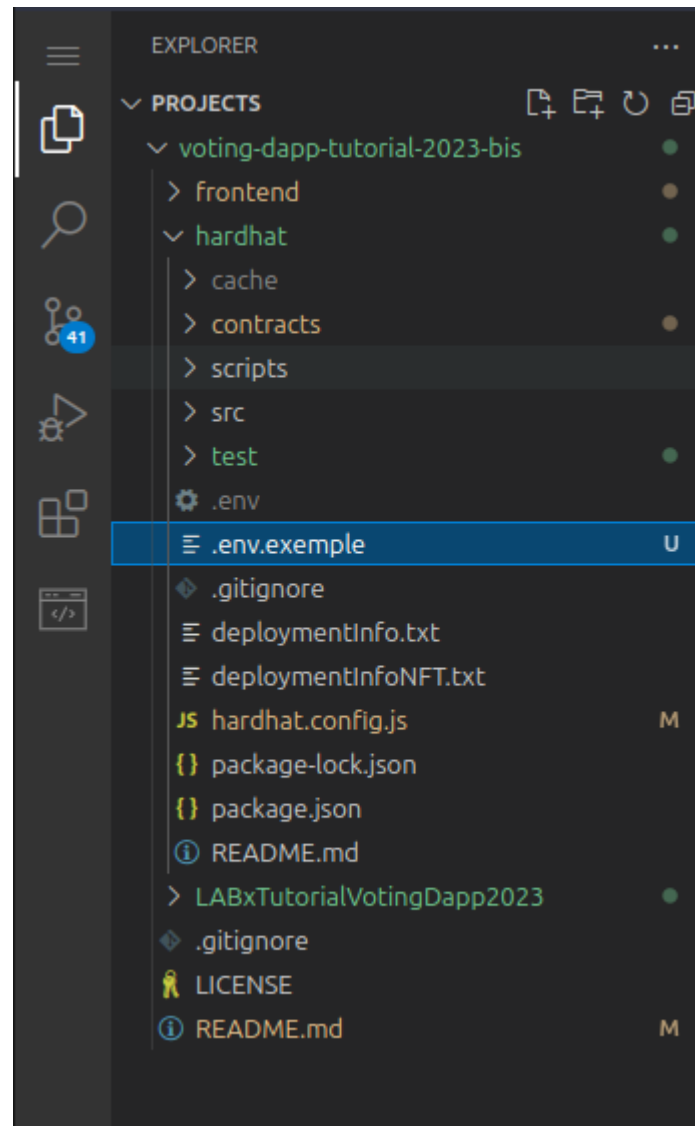 EXPLORER ...
PROJECTS
voting-dapp-tutorial-2023-bis
frontend
hardhat
cache
41
contracts
scripts
src
test
.env
.env.exemple U
.gitignore
deploymentInfo.txt
deploymentInfoNFT.txt
JS hardhat.config.js M
{} package-lock.json
{} package.json
README.md
LABxTutorialVotingDapp2023
.gitignore
LICENSE
README.md M